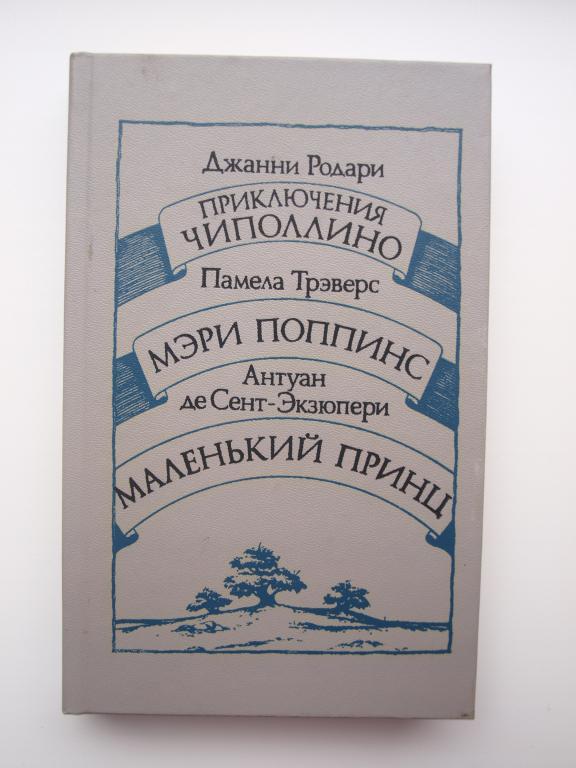 Джанни Родари
ПРИКЛЮЧЕНИЯ
ЧИПОЛЛИНО
Памела Трэверс
МЭРИ ПОППИНС
Антуан
де Сент-Экзюпери
МАЛЕНЬКИЙ ПРИНЦ